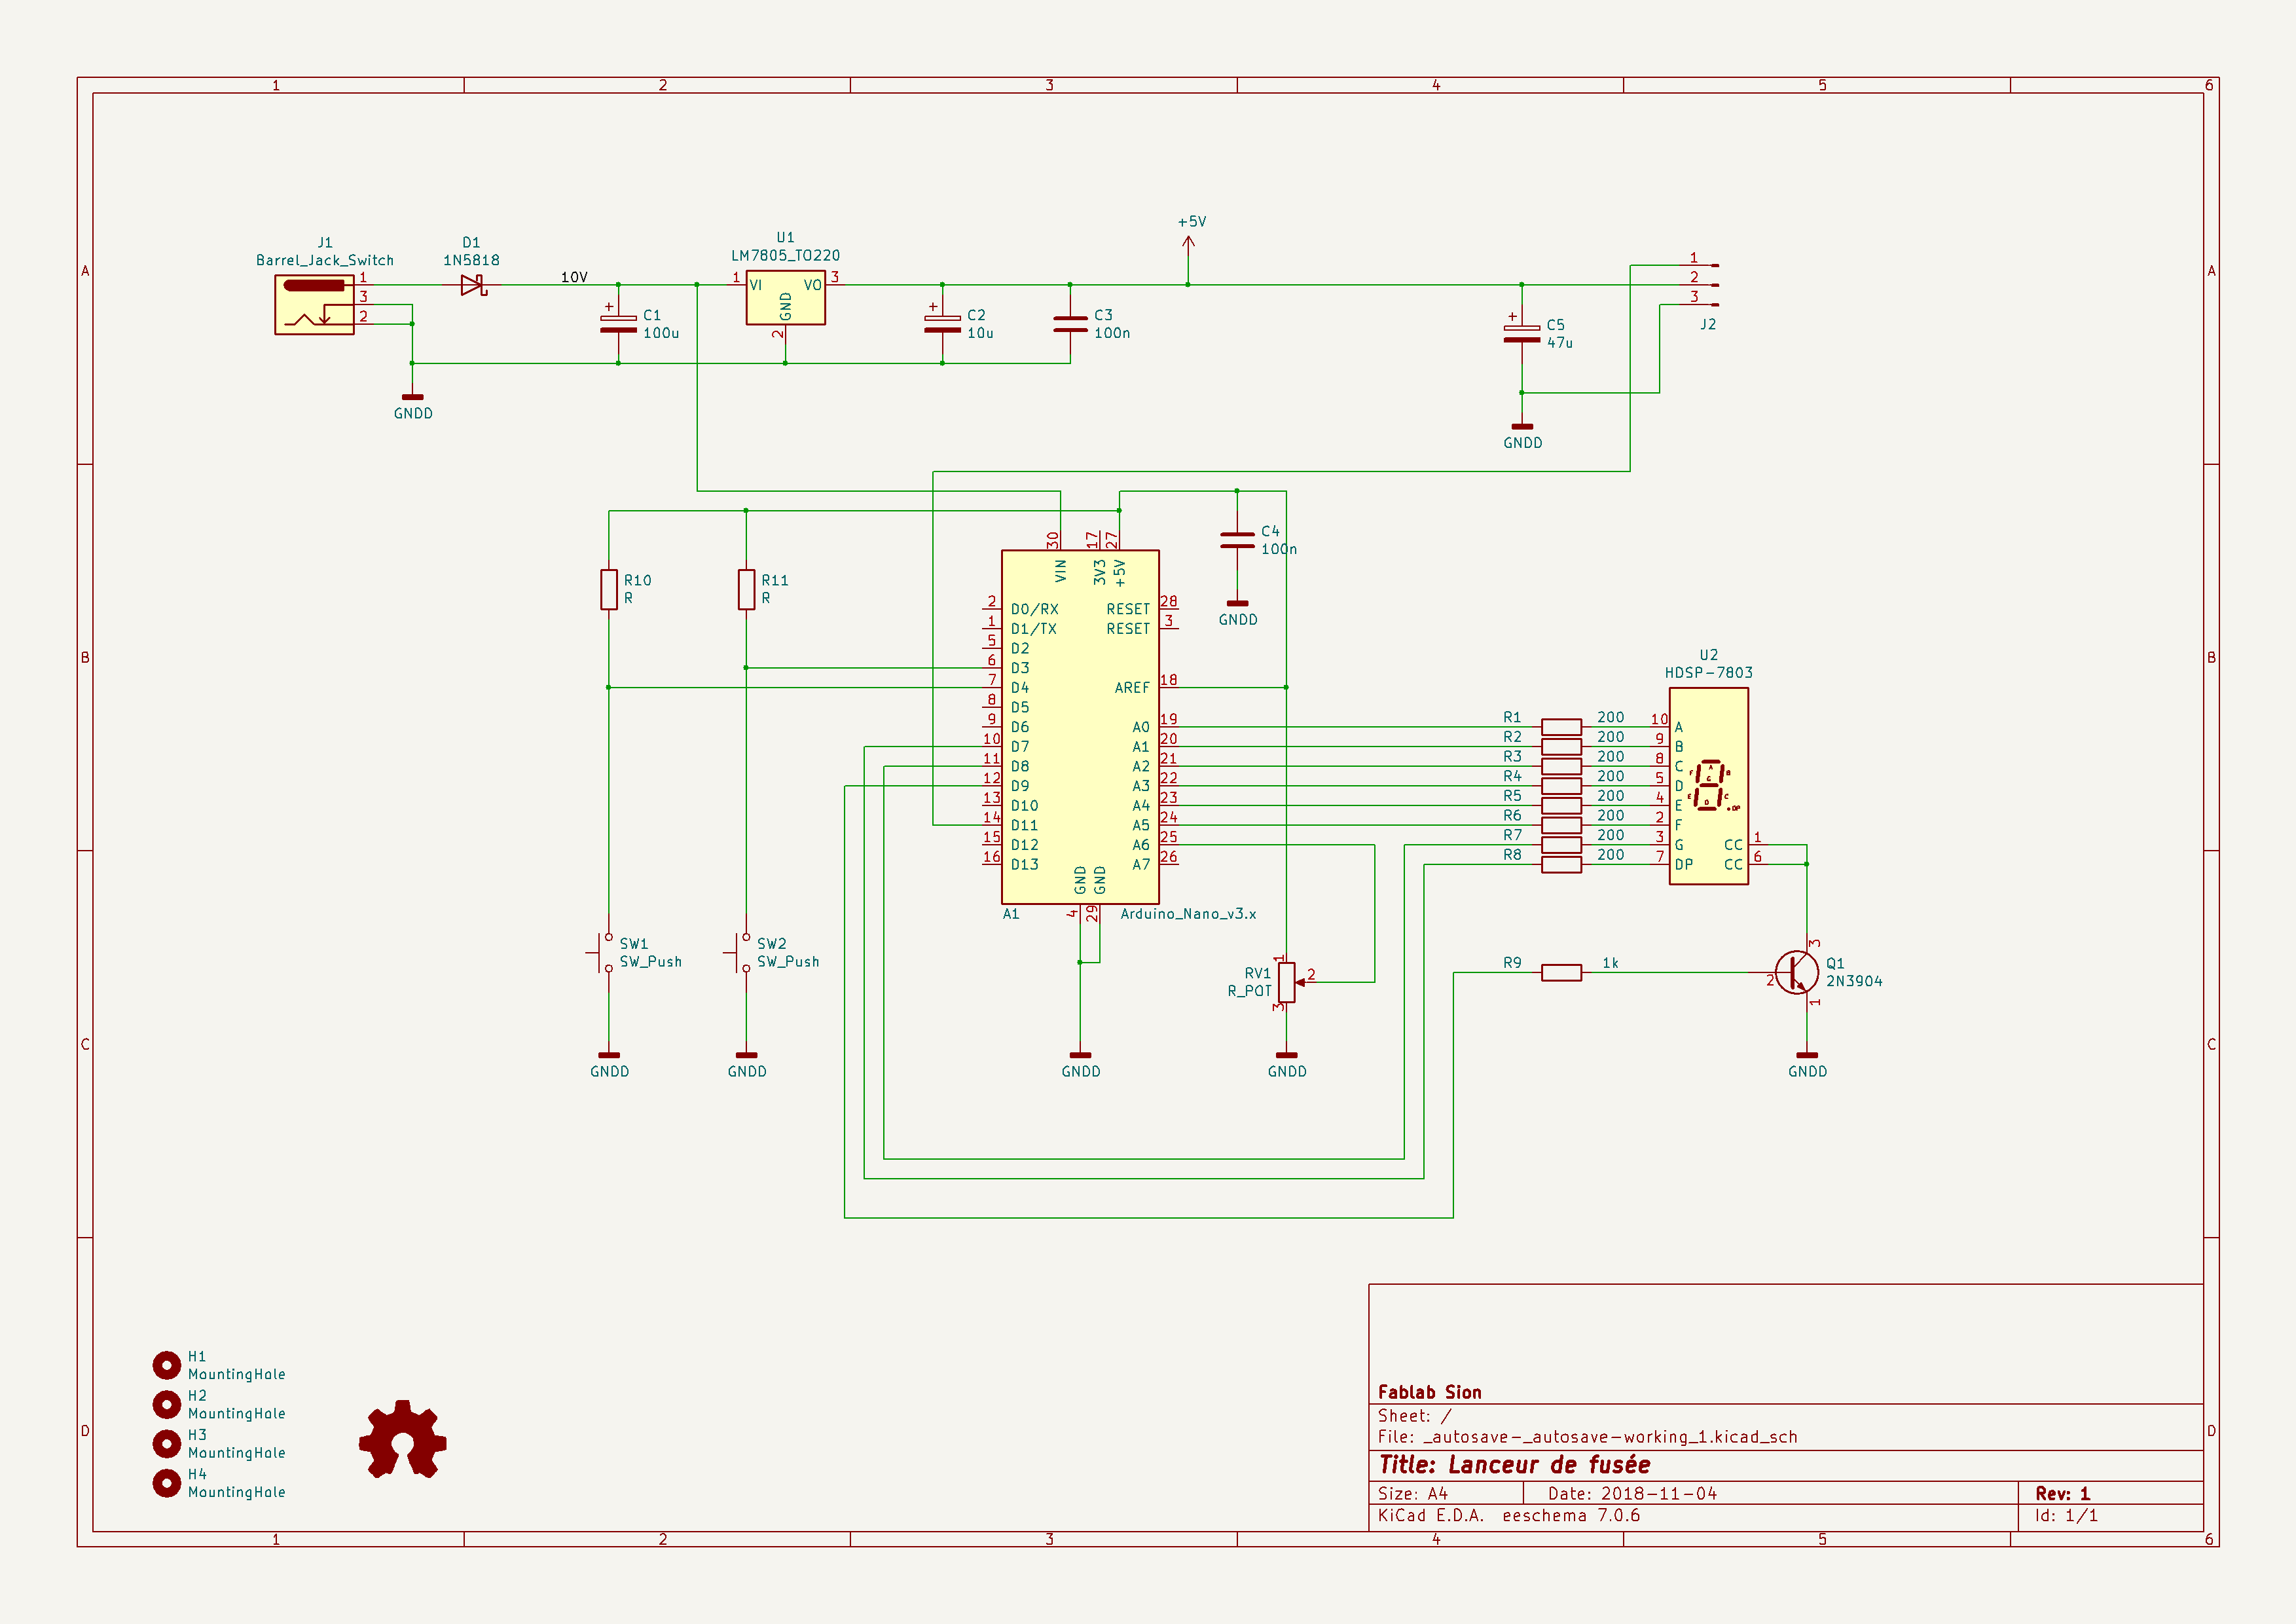 1 2 3 4 5 6
A
B
C
D
A
B
C
D
1 2 3 4 5 6
J1
Barrel_Jack_Switch
1
3
2
GNDD
D1
1N5818
10V
C1
100u
+
U1
LM7805_TO220
1 VI VO 3
GND
2
C2
10u
+
C3
100n
+5V
C5
47u
+
GNDD
1
2
3
J2
R10
R
R11
R
C4
100n
GNDD
30 17 27
VIN 3V3 +5V
2 D0/RX RESET 28
1 D1/TX RESET 3
5 D2
6 D3
7 D4 AREF 18
8 D5
9 D6 A0 19
10 D7 A1 20
11 D8 A2 21
12 D9 A3 22
13 D10 A4 23
14 D11 A5 24
15 D12 A6 25
16 D13 A7 26
GND GND
4 29
A1 Arduino_Nano_v3.x
GNDD
U2
HDSP-7803
R1 200 10 A
R2 200 9 B
R3 200 8 C
R4 200 5 D
R5 200 4 E
R6 200 2 F
R7 200 3 G CC 1
R8 200 7 DP CC 6
A
F B
G
E C
D
DP
SW1
SW_Push
GNDD
SW2
SW_Push
GNDD
RV1
R_POT
1
2
3
GNDD
R9 1k
Q1
2N3904
3
2
1
GNDD
H1
MountingHole
H2
MountingHole
H3
MountingHole
H4
MountingHole
Fablab Sion
Sheet: /
File: _autosave-_autosave-working_1.kicad_sch
Title: Lanceur de fusée
Size: A4 Date: 2018-11-04 Rev: 1
KiCad E.D.A. eeschema 7.0.6 Id: 1/1